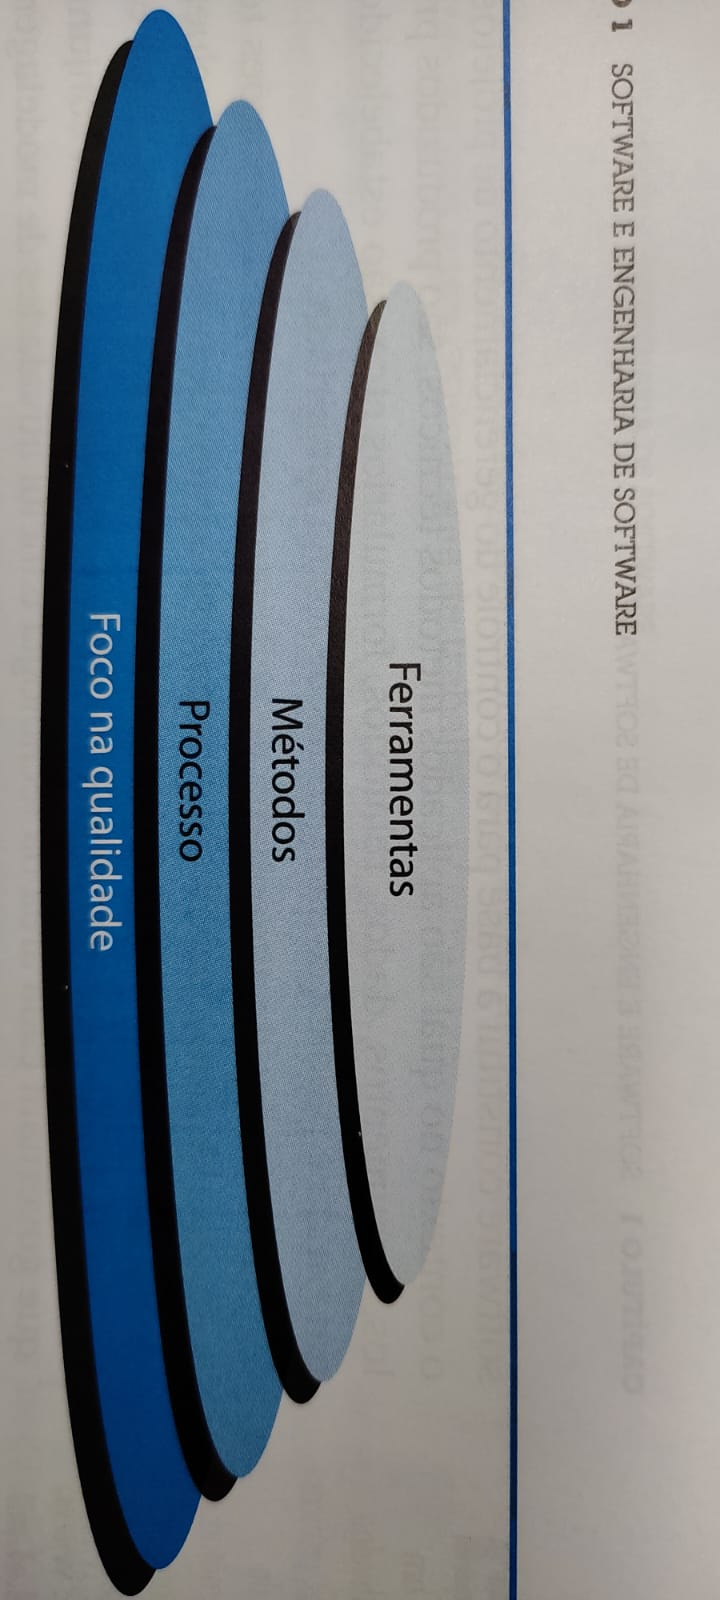 1 SOFTWARE E ENGENHARIA DE SOFTWARE
Ferramentas
Métodos
Processo
Foco na qualidade